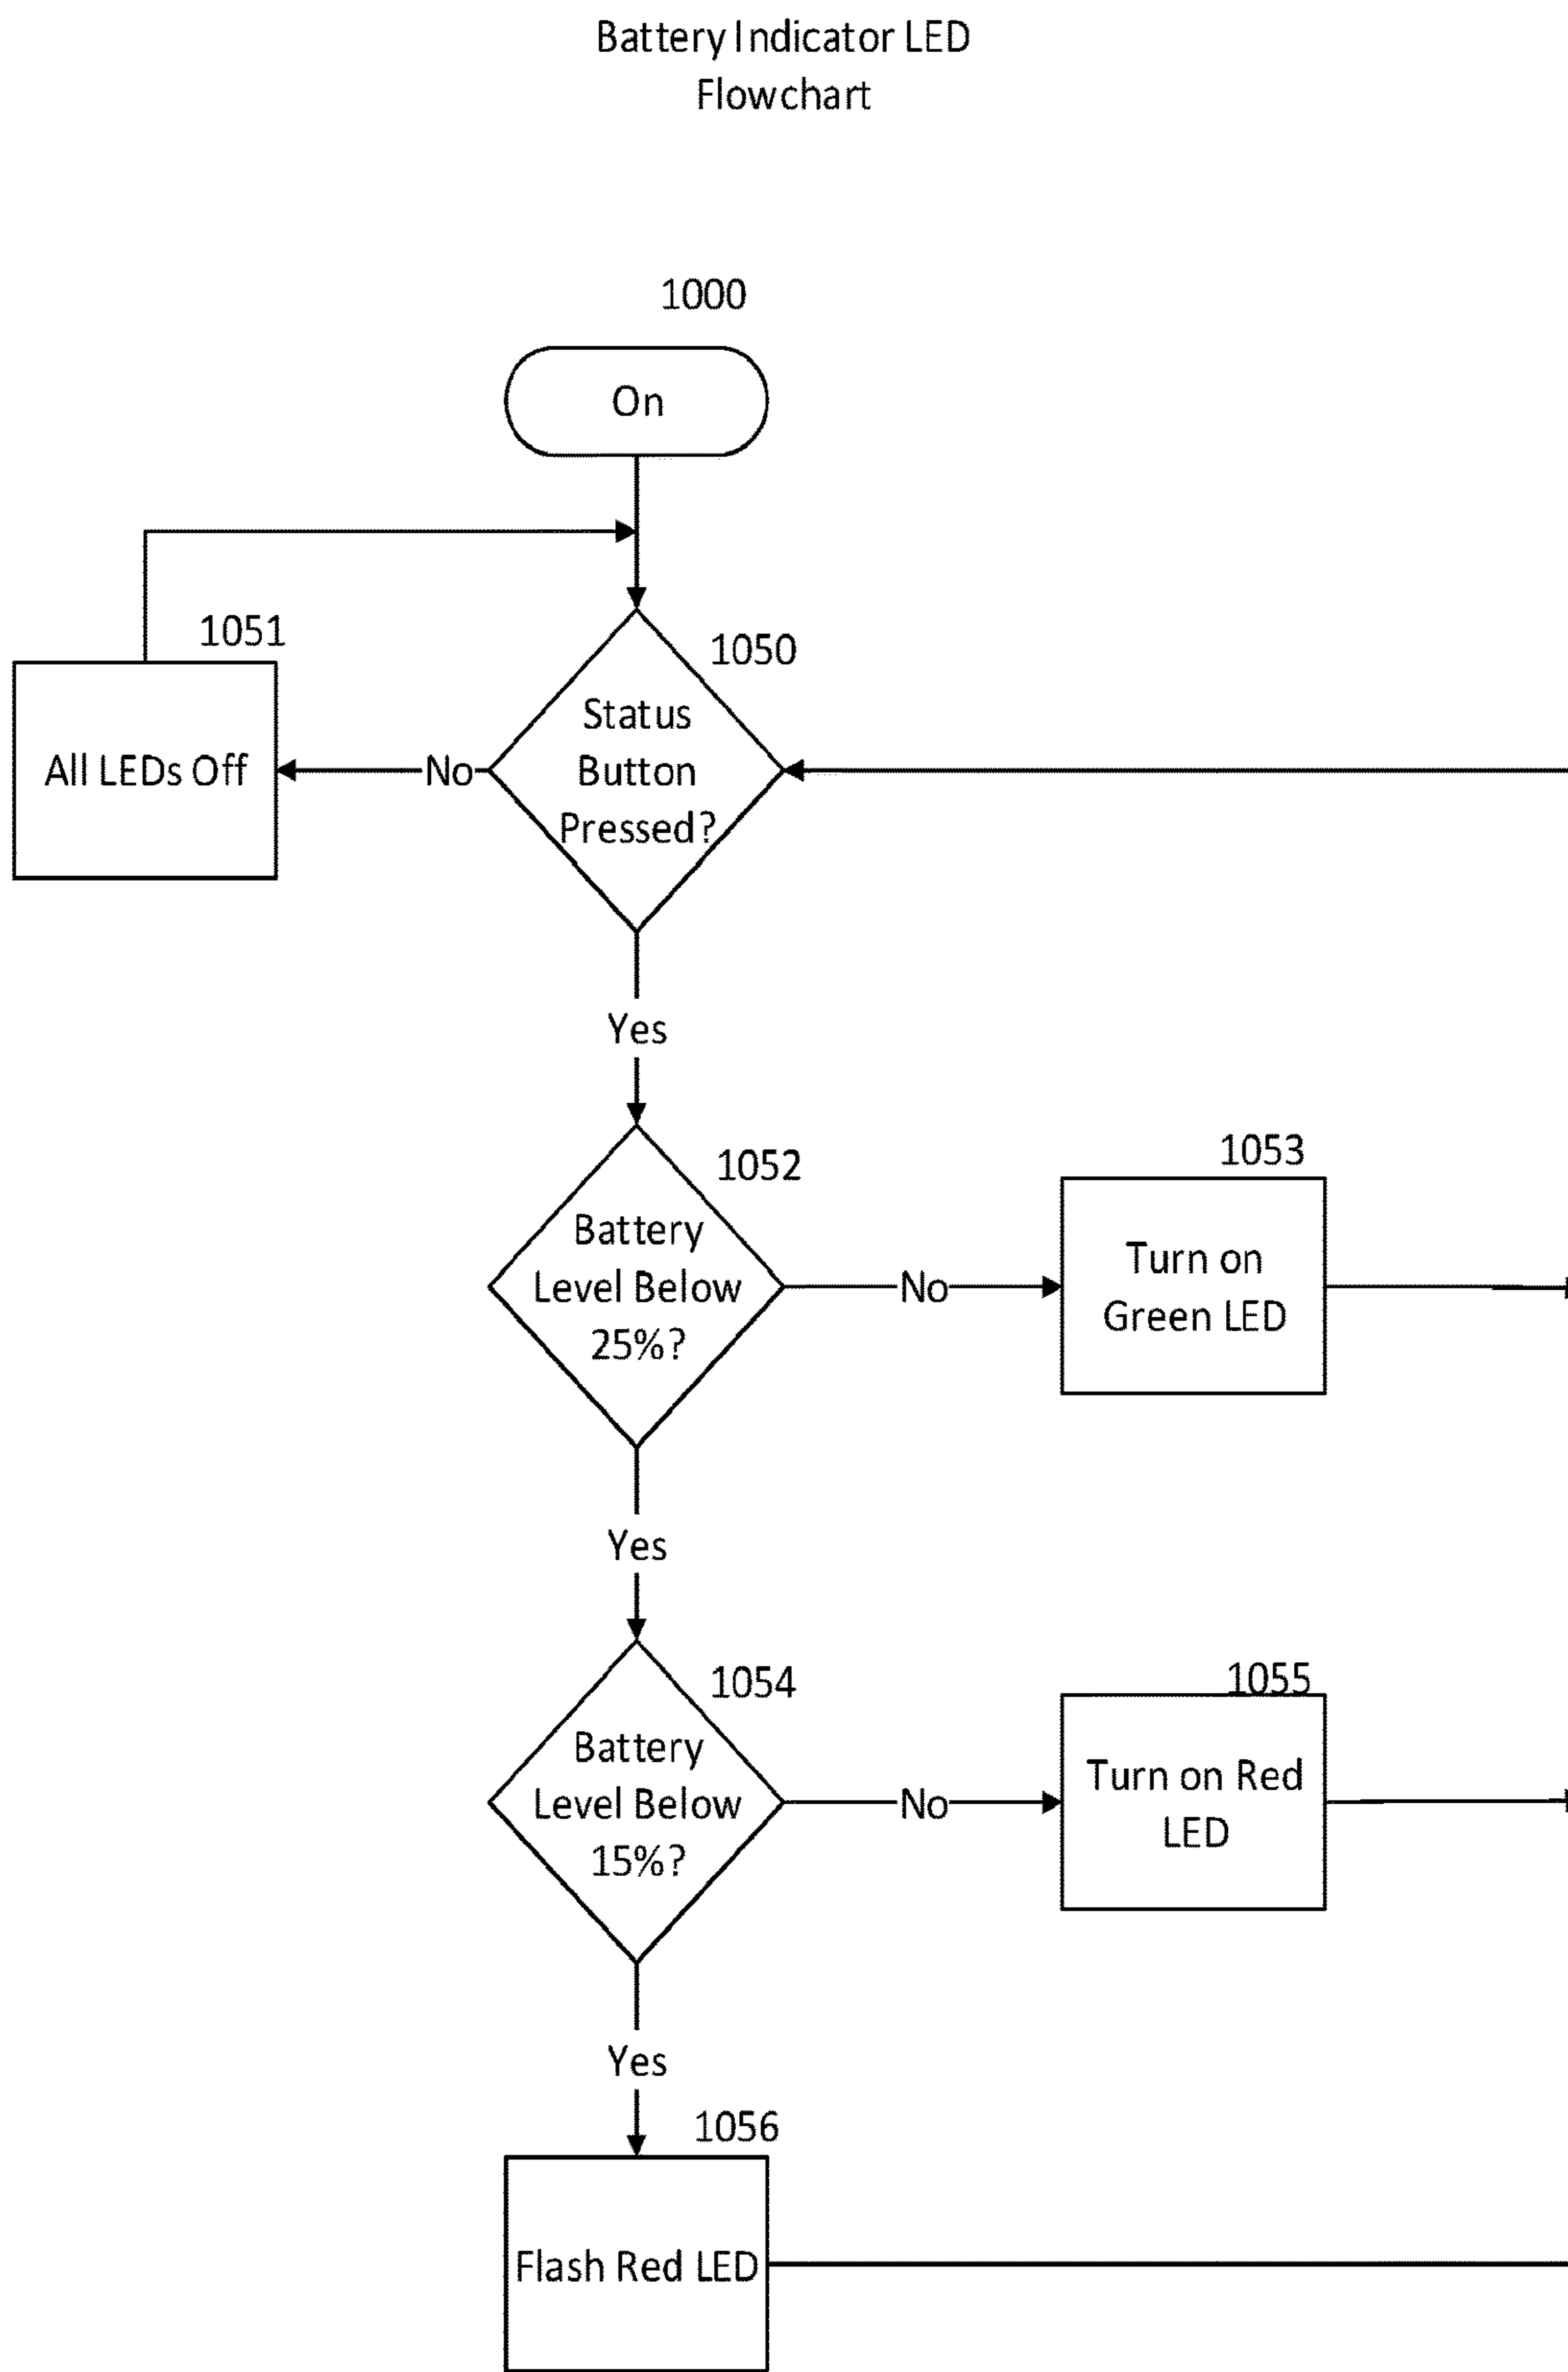 Battery Indicator LED
Flowchart
1000
On
1051
1050
Status
Button
Pressed?
All LEDs Off
No
Yes
1052
Battery
Level Below
25%?
No
1053
Turn on
Green LED
Yes
1054
Battery
Level Below
15%?
No
1055
Turn on Red
LED
Yes
1056
Flash Red LED